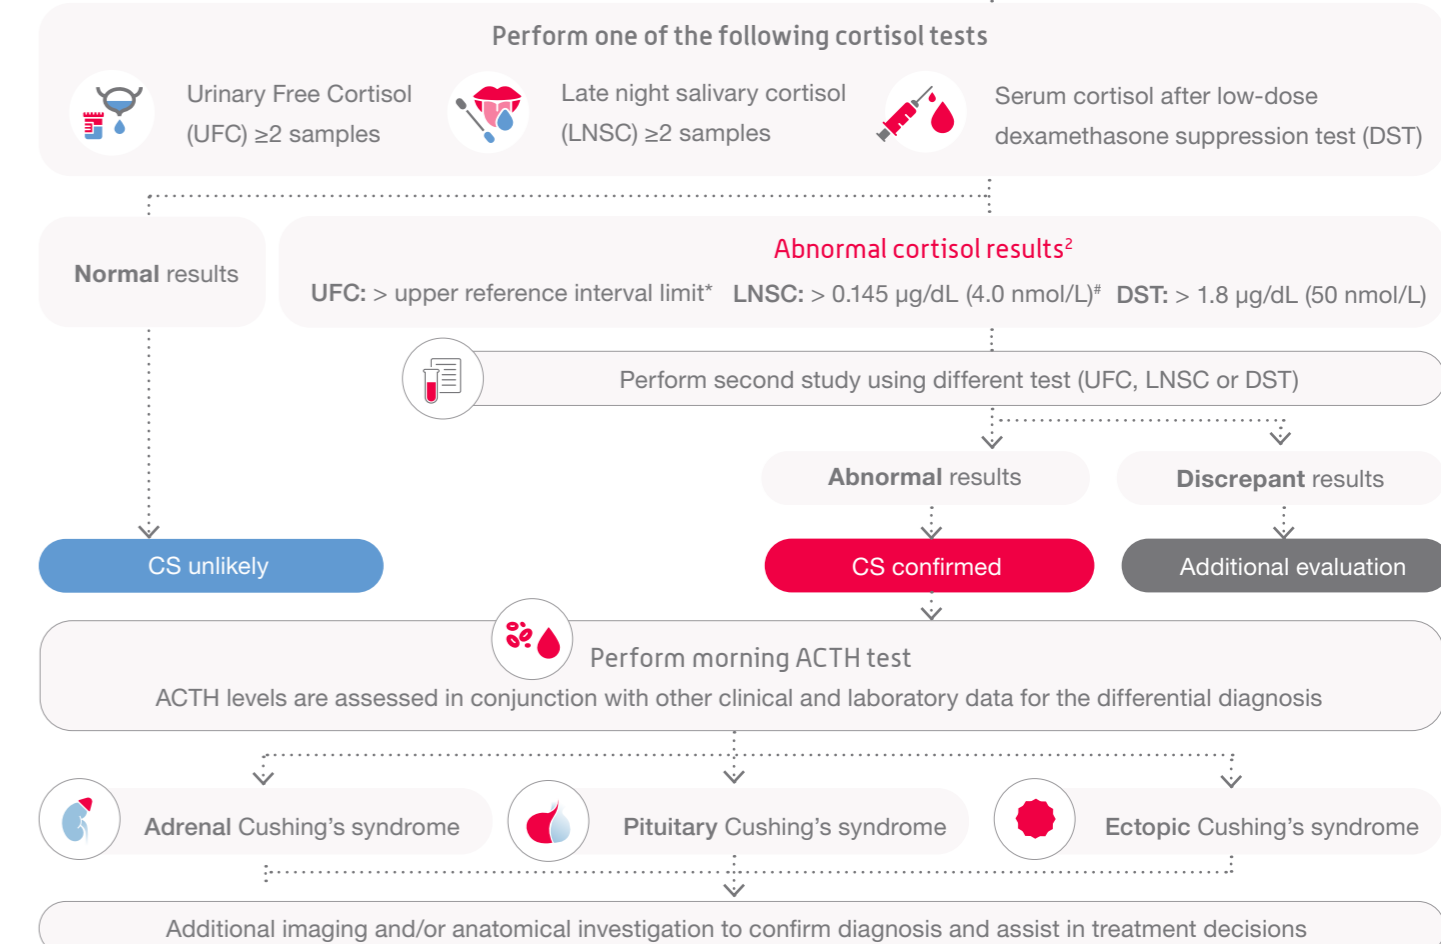 Perform one of the following cortisol tests
Urinary Free Cortisol
(UFC) ≥2 samples
Late night salivary cortisol
(LNSC) ≥2 samples
Serum cortisol after low-dose
dexamethasone suppression test (DST)
Normal results
Abnormal cortisol results²
UFC: > upper reference interval limit* LNSC: > 0.145 µg/dL (4.0 nmol/L)# DST: > 1.8 µg/dL (50 nmol/L)
Perform second study using different test (UFC, LNSC or DST)
Abnormal results
Discrepant results
CS unlikely
CS confirmed
Additional evaluation
Perform morning ACTH test
ACTH levels are assessed in conjunction with other clinical and laboratory data for the differential diagnosis
Adrenal Cushing’s syndrome
Pituitary Cushing’s syndrome
Ectopic Cushing’s syndrome
Additional imaging and/or anatomical investigation to confirm diagnosis and assist in treatment decisions